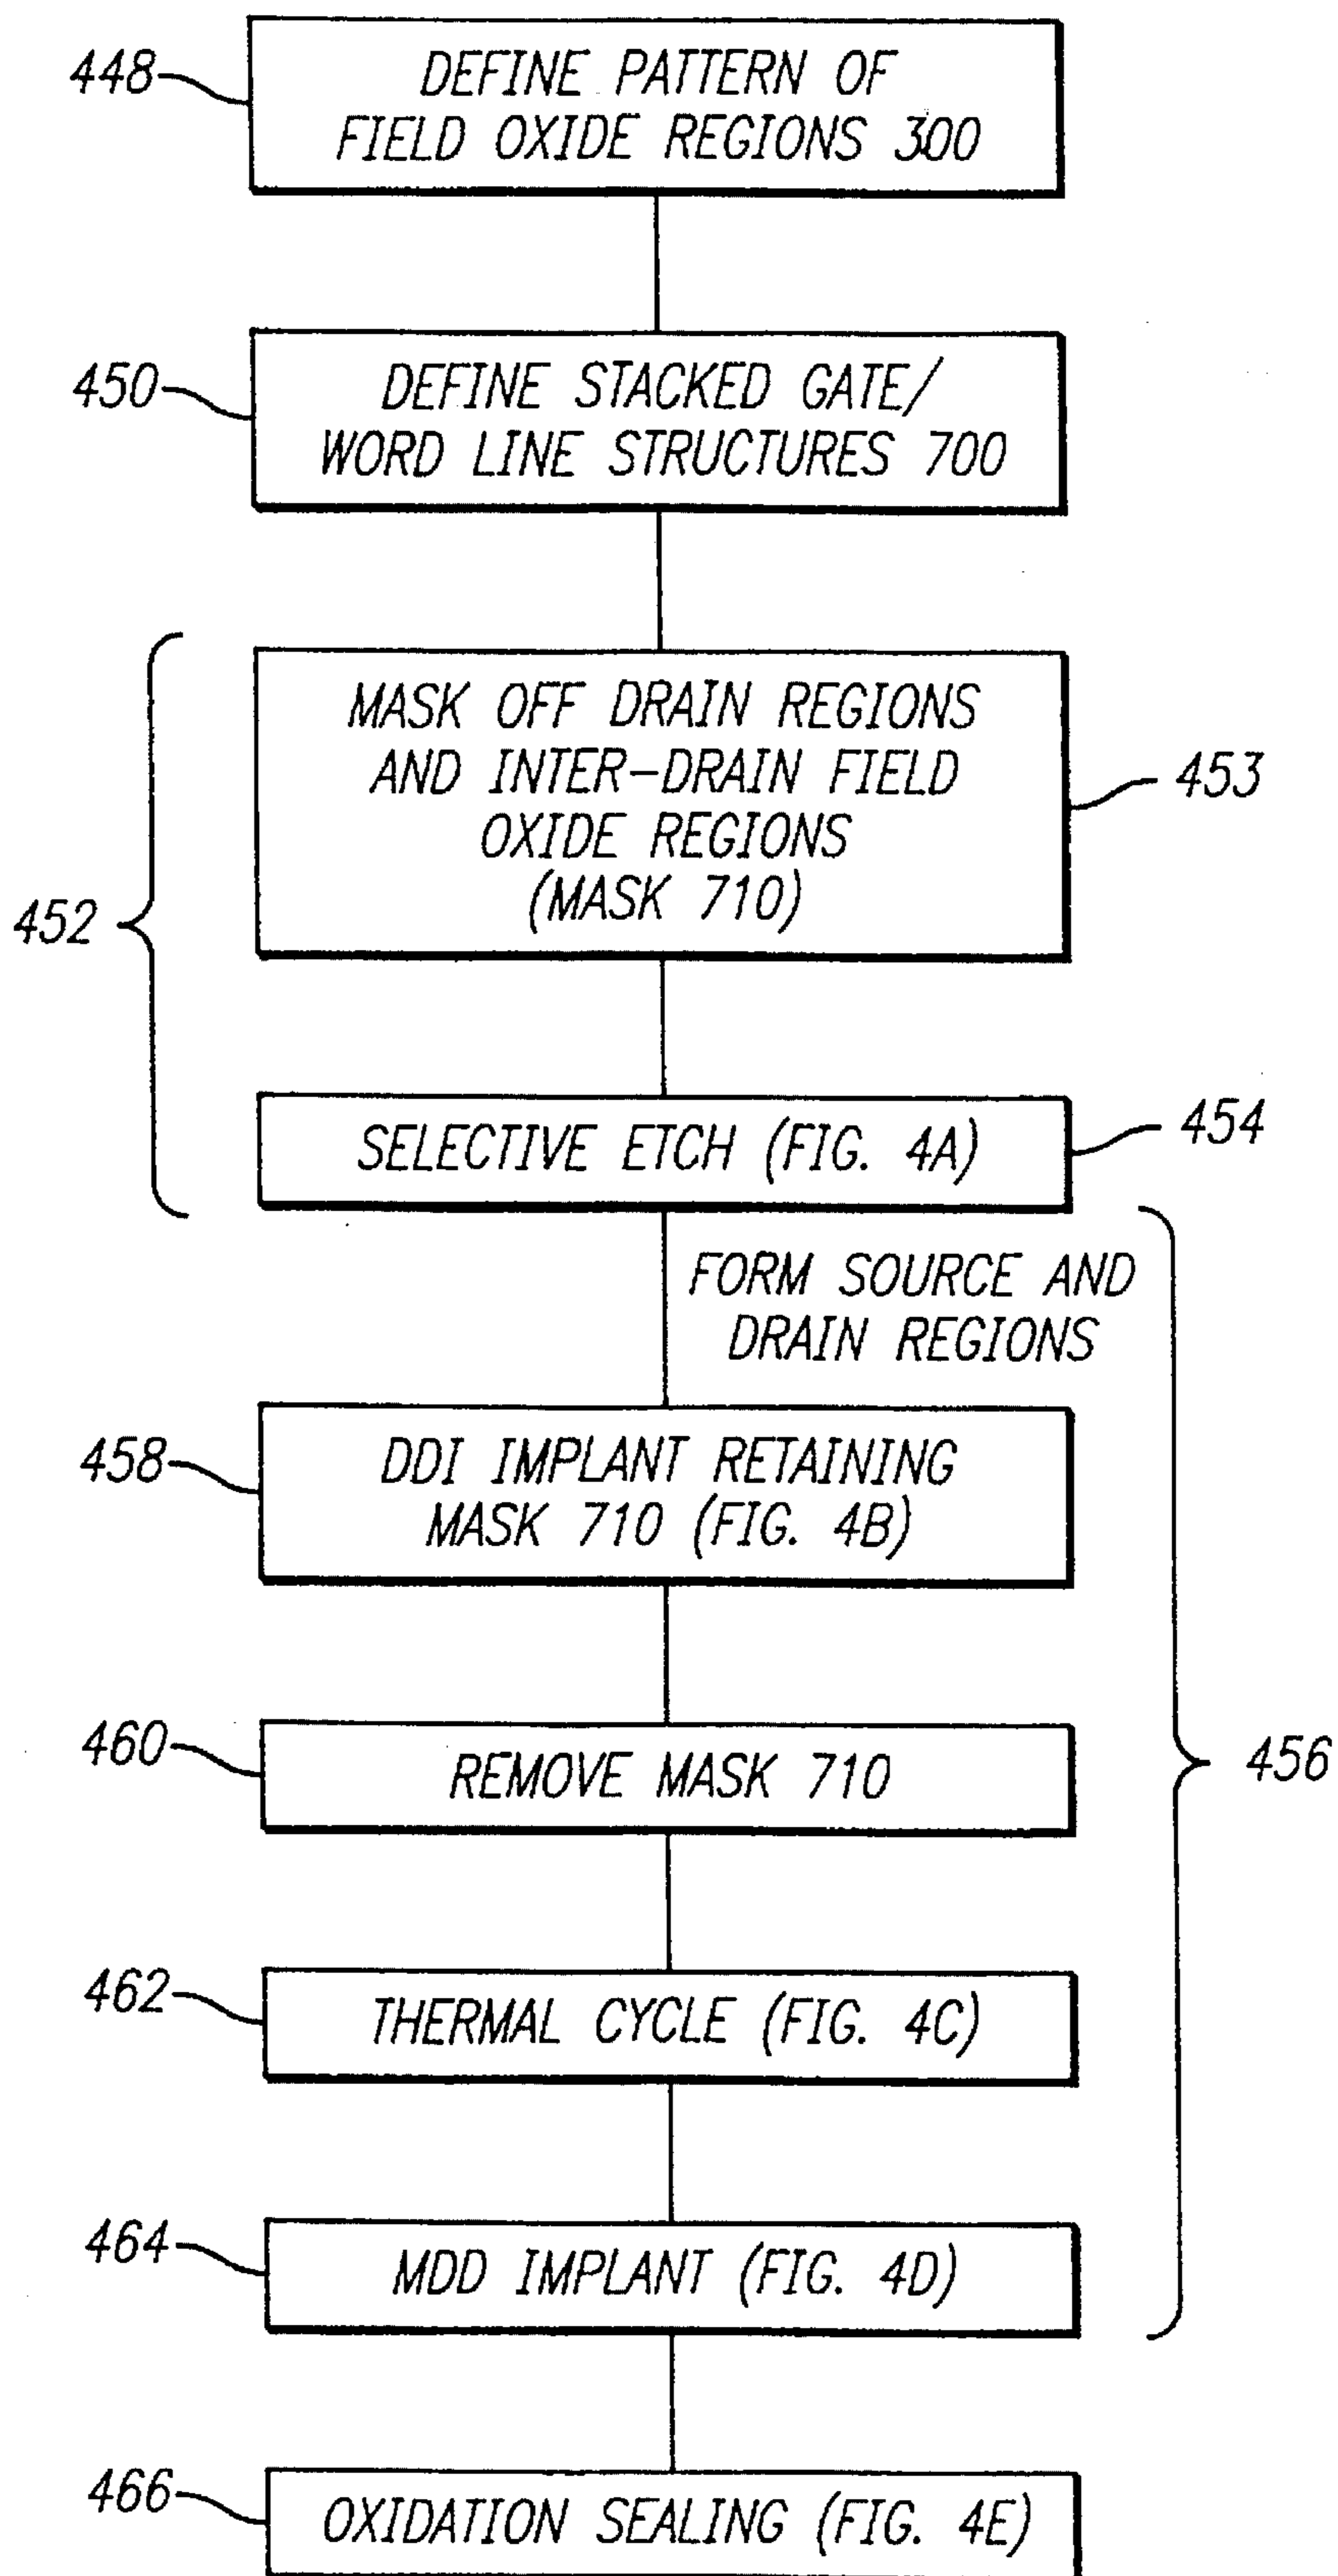 448
DEFINE PATTERN OF
FIELD OXIDE REGIONS 300
450
DEFINE STACKED GATE/
WORD LINE STRUCTURES 700
452
MASK OFF DRAIN REGIONS
AND INTER-DRAIN FIELD
OXIDE REGIONS
(MASK 710)
453
SELECTIVE ETCH (FIG. 4A)
454
FORM SOURCE AND
DRAIN REGIONS
458
DDI IMPLANT RETAINING
MASK 710 (FIG. 4B)
460
REMOVE MASK 710
456
462
THERMAL CYCLE (FIG. 4C)
464
MDD IMPLANT (FIG. 4D)
466
OXIDATION SEALING (FIG. 4E)